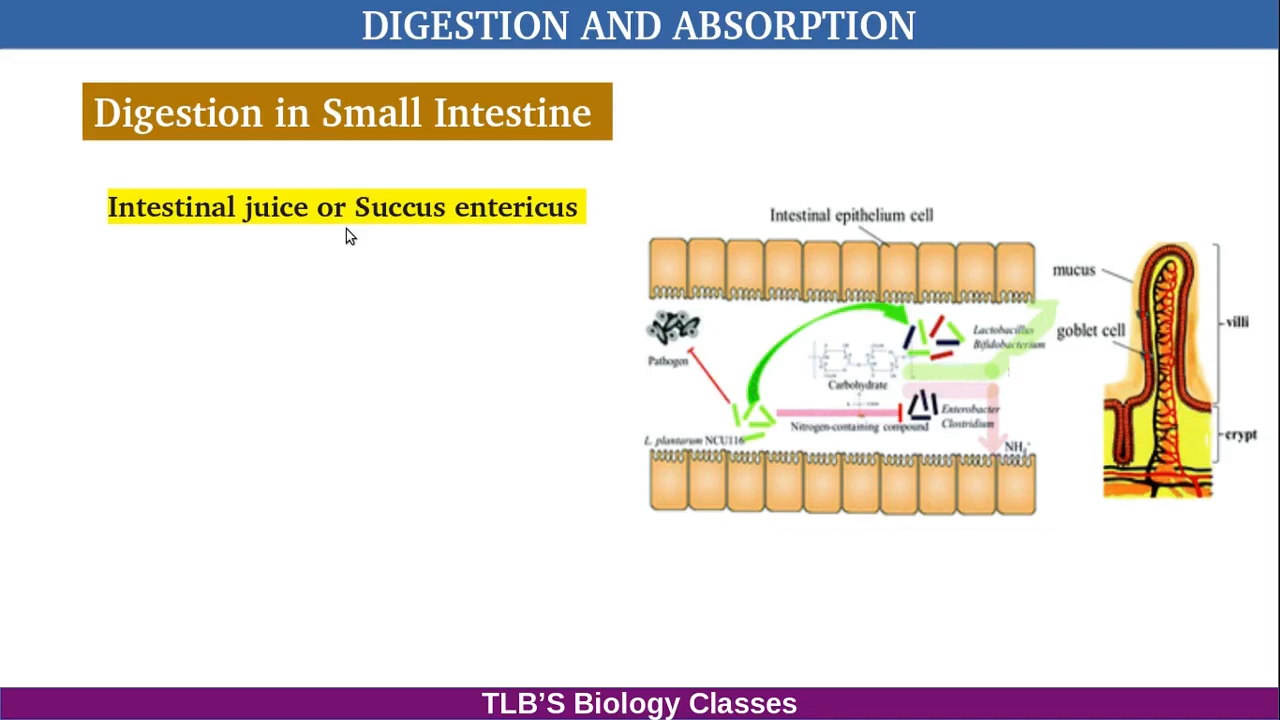 DIGESTION AND ABSORPTION
Digestion in Small Intestine
Intestinal juice or Succus entericus
Intestinal epithelium cell
mucus
goblet cell
villi
crypt
Pathogen
Lactobacillus
Bifidobacterium
Carbohydrate
Enterobacter
Clostridium
Nitrogen-containing compound
L. plantarum NCU116
NH₄⁺
TLB'S Biology Classes